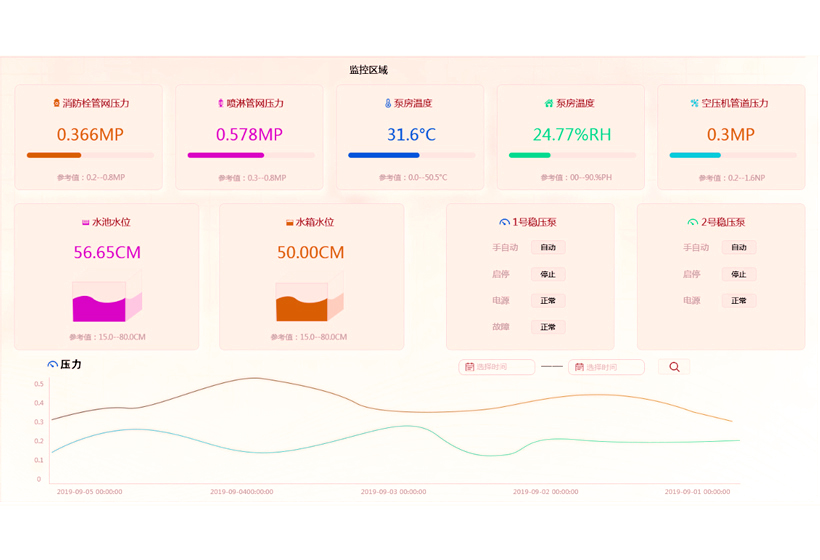 监控区域
消防栓管网压力
0.366MP
参考值：0.2--0.8MP
喷淋管网压力
0.578MP
参考值：0.3--0.8MP
泵房温度
31.6°C
参考值：0.0--50.5°C
泵房温度
24.77%RH
参考值：00--90.%PH
空压机管道压力
0.3MP
参考值：0.2--1.6NP
水池水位
56.65CM
参考值：15.0--80.0CM
水箱水位
50.00CM
参考值：15.0--80.0CM
1号稳压泵
手自动 自动
启停 停止
电源 正常
故障 正常
2号稳压泵
手自动 自动
启停 停止
电源 正常
压力
选择时间 —— 选择时间
0.5
0.4
0.3
0.2
0.1
0
2019-09-05 00:00:00 2019-09-0400:00:00 2019-09-03 00:00:00 2019-09-02 00:00:00 2019-09-01 00:00:00